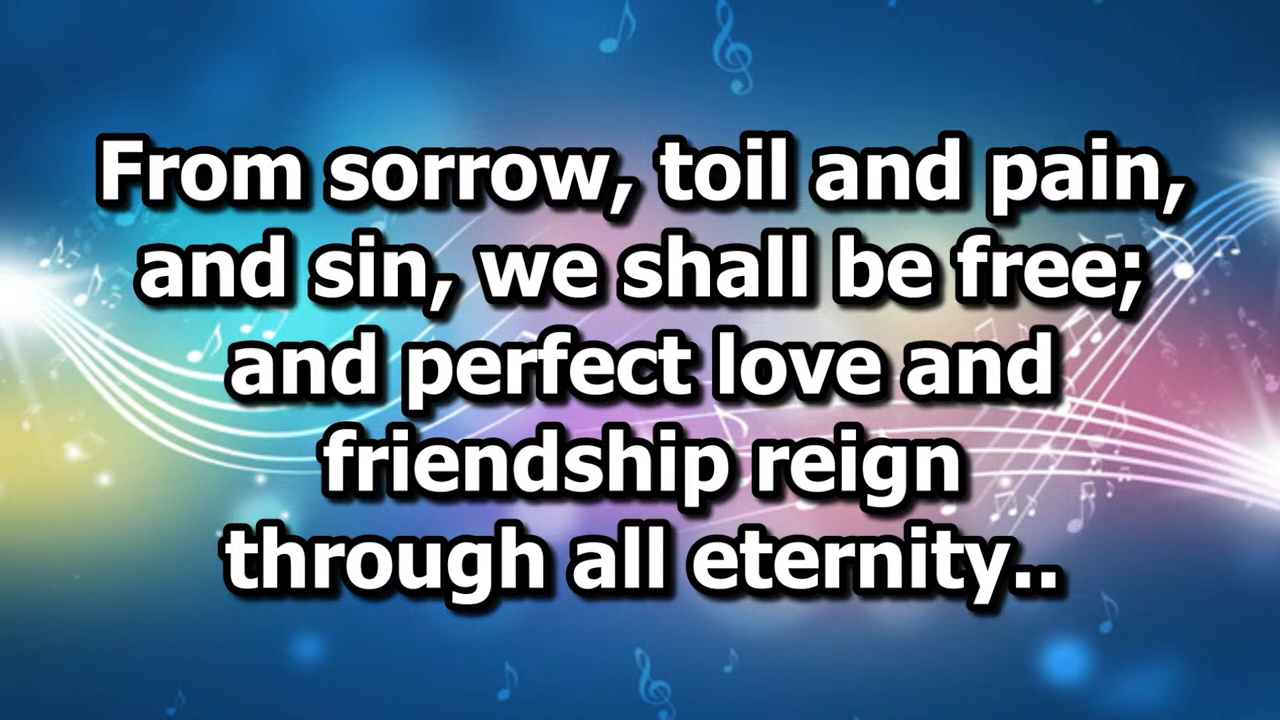 From sorrow, toil and pain,
and sin, we shall be free;
and perfect love and
friendship reign
through all eternity..